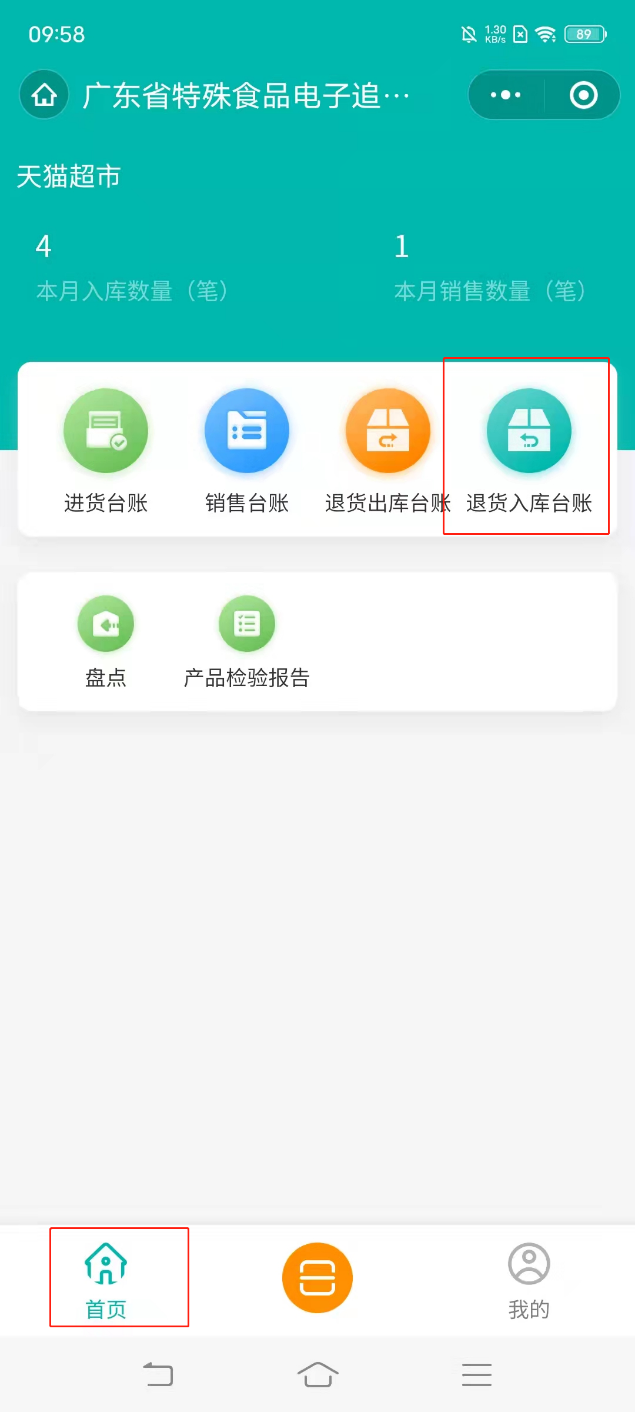 09:58
1.30
KB/s
89
广东省特殊食品电子追…
天猫超市
4
1
本月入库数量（笔）
本月销售数量（笔）
进货台账
销售台账
退货出库台账
退货入库台账
盘点
产品检验报告
首页
我的